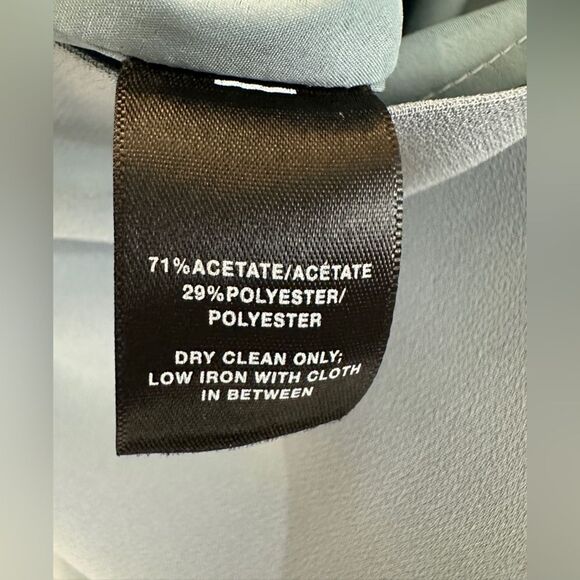 71%ACETATE/ACÉTATE
29%POLYESTER/
POLYESTER
DRY CLEAN ONLY;
LOW IRON WITH CLOTH
IN BETWEEN